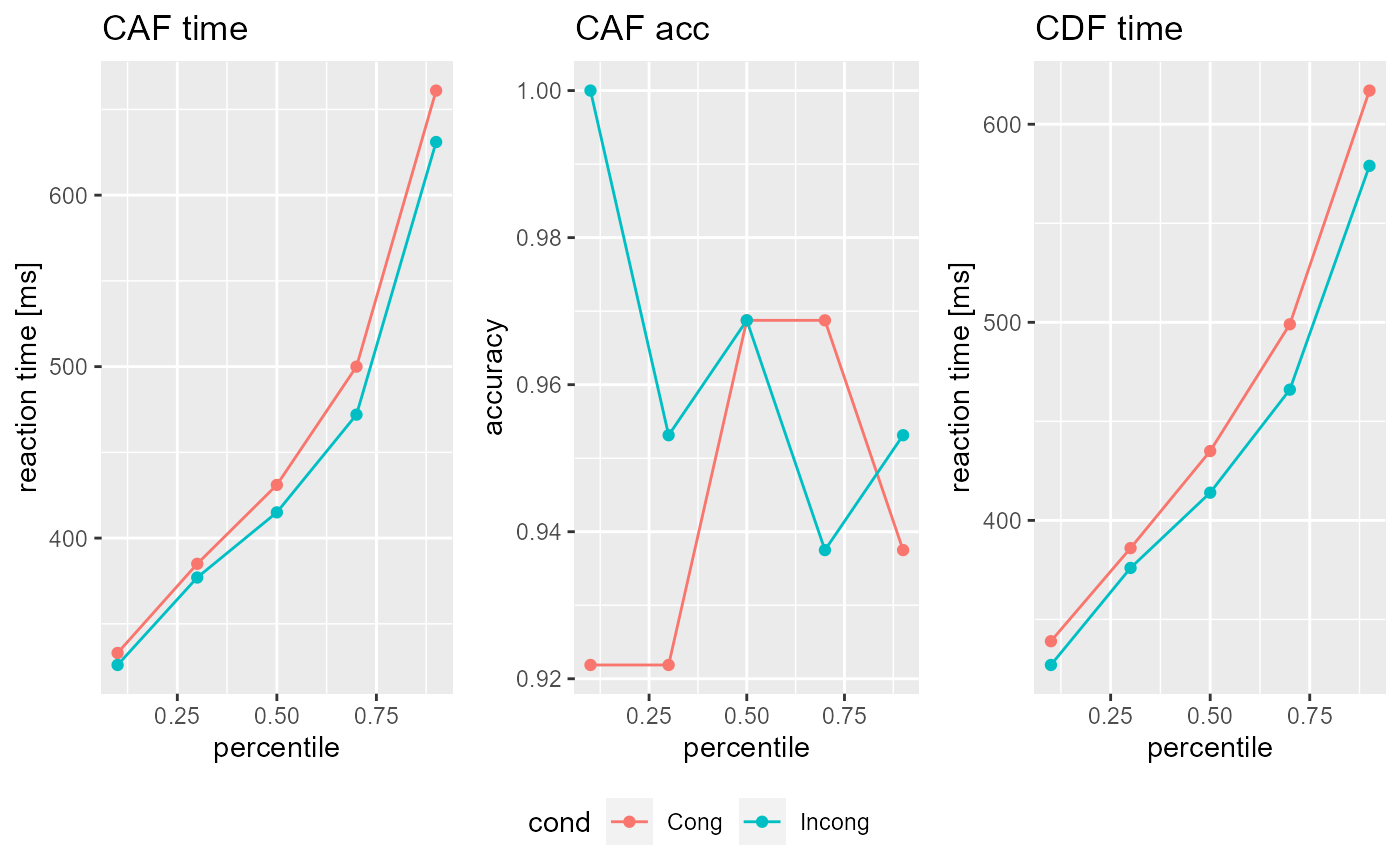 CAF time
CAF acc
CDF time
reaction time [ms]
600
500
400
0.25 0.50 0.75
percentile
accuracy
1.00
0.98
0.96
0.94
0.92
0.25 0.50 0.75
percentile
reaction time [ms]
600
500
400
0.25 0.50 0.75
percentile
cond Cong Incong